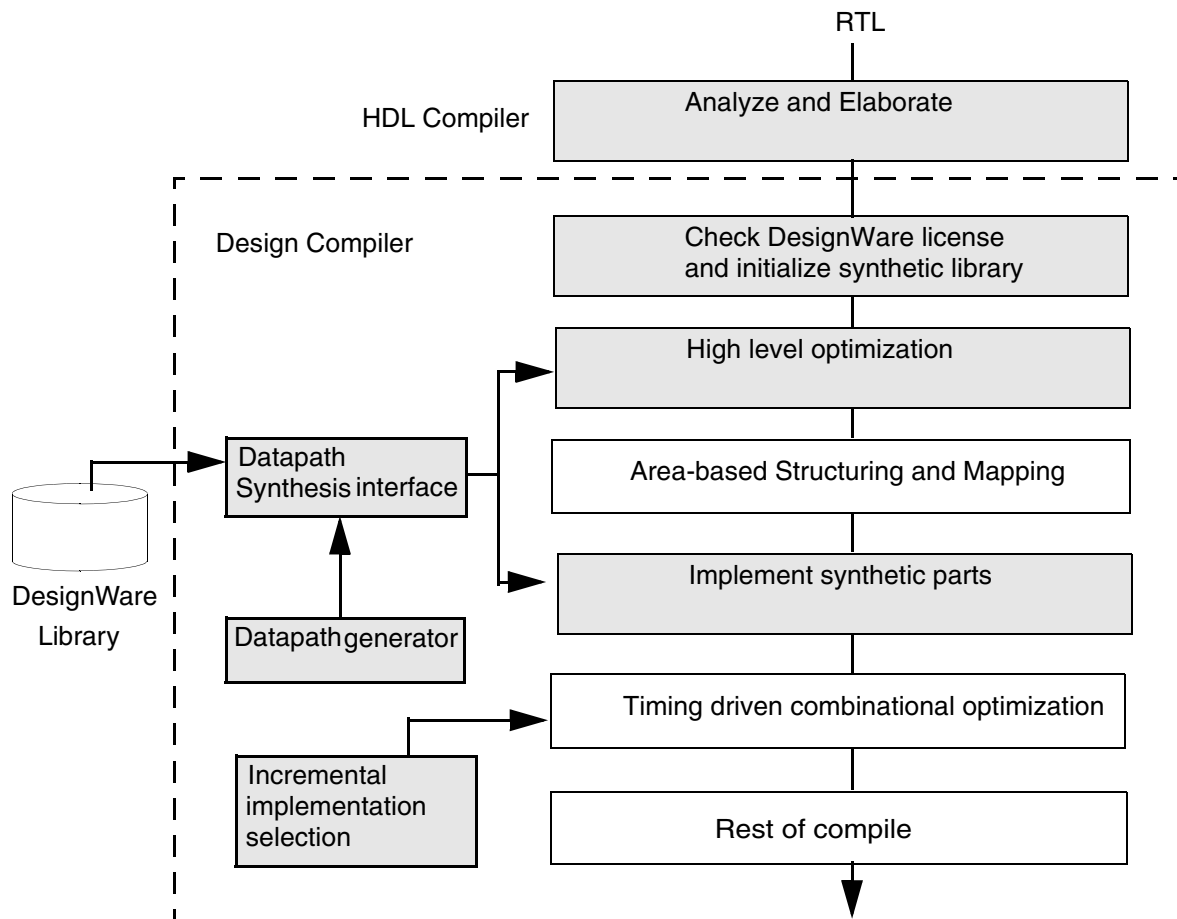 RTL
HDL Compiler
Analyze and Elaborate
Design Compiler
Check DesignWare license
and initialize synthetic library
High level optimization
Datapath
Synthesis interface
Area-based Structuring and Mapping
DesignWare
Library
Implement synthetic parts
Datapath generator
Timing driven combinational optimization
Incremental
implementation
selection
Rest of compile